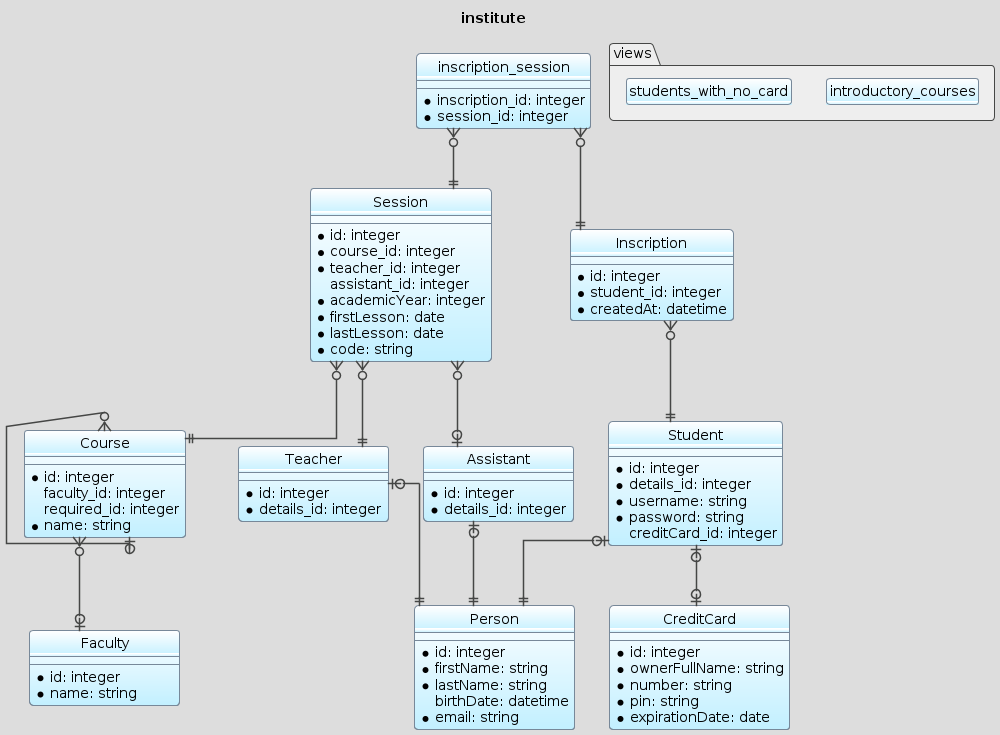 institute
views
students_with_no_card
introductory_courses
inscription_session
inscription_id: integer
session_id: integer
Session
id: integer
course_id: integer
teacher_id: integer
assistant_id: integer
academicYear: integer
firstLesson: date
lastLesson: date
code: string
Inscription
id: integer
student_id: integer
createdAt: datetime
Course
id: integer
faculty_id: integer
required_id: integer
name: string
Teacher
id: integer
details_id: integer
Assistant
id: integer
details_id: integer
Student
id: integer
details_id: integer
username: string
password: string
creditCard_id: integer
Faculty
id: integer
name: string
Person
id: integer
firstName: string
lastName: string
birthDate: datetime
email: string
CreditCard
id: integer
ownerFullName: string
number: string
pin: string
expirationDate: date